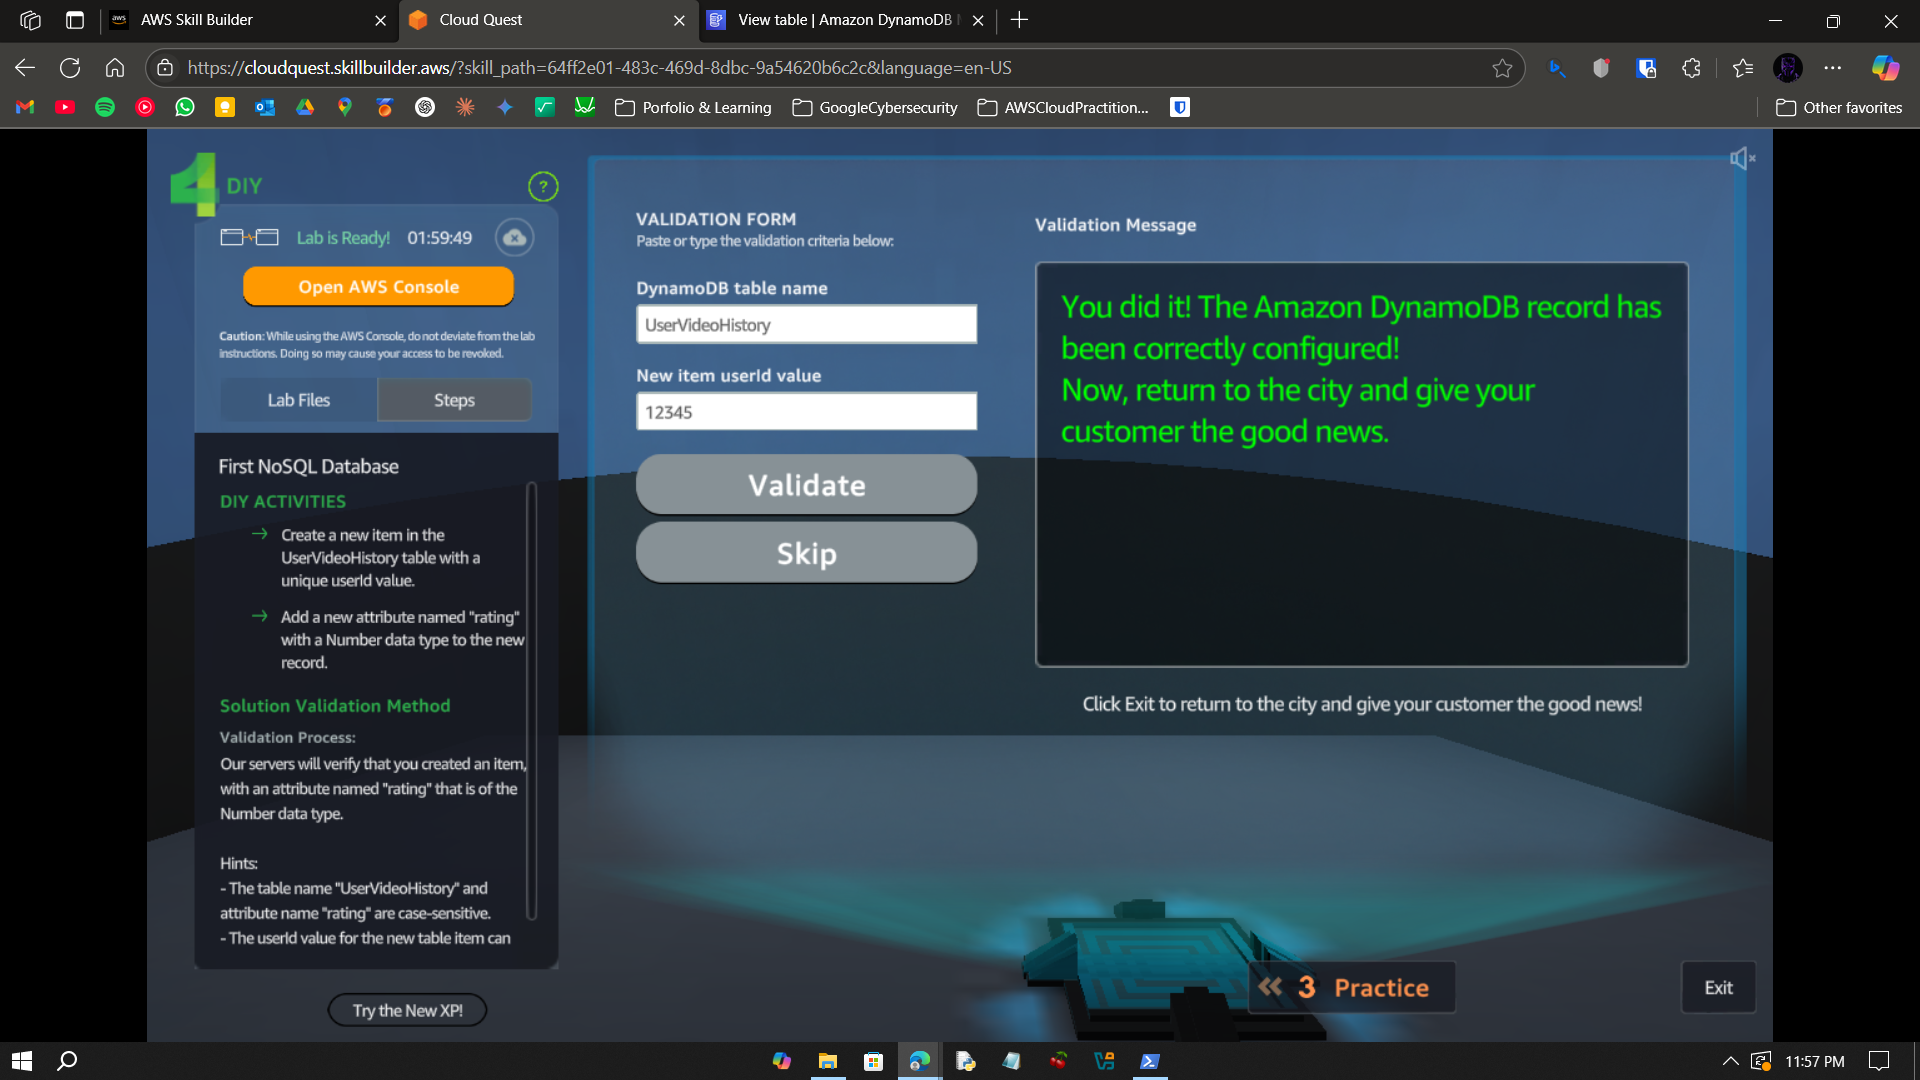 AWS Skill Builder
Cloud Quest
View table | Amazon DynamoDB
https://cloudquest.skillbuilder.aws/?skill_path=64ff2e01-483c-469d-8dbc-9a54620b6c2c&language=en-US
Porfolio & Learning
GoogleCybersecurity
AWSCloudPractition...
Other favorites
4 DIY
?
Lab is Ready! 01:59:49
Open AWS Console
Caution: While using the AWS Console, do not deviate from the lab
instructions. Doing so may cause your access to be revoked.
Lab Files
Steps
First NoSQL Database
DIY ACTIVITIES
→ Create a new item in the
UserVideoHistory table with a
unique userId value.
→ Add a new attribute named "rating"
with a Number data type to the new
record.
Solution Validation Method
Validation Process:
Our servers will verify that you created an item,
with an attribute named "rating" that is of the
Number data type.
Hints:
- The table name "UserVideoHistory" and
attribute name "rating" are case-sensitive.
- The userId value for the new table item can
Try the New XP!
VALIDATION FORM
Paste or type the validation criteria below:
DynamoDB table name
UserVideoHistory
New item userId value
12345
Validate
Skip
Validation Message
You did it! The Amazon DynamoDB record has
been correctly configured!
Now, return to the city and give your
customer the good news.
Click Exit to return to the city and give your customer the good news!
3 Practice
Exit
11:57 PM